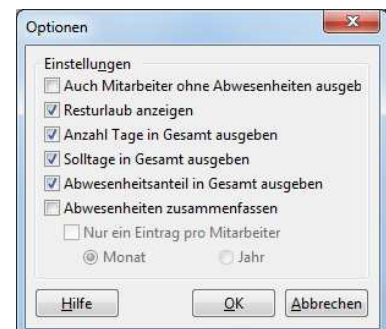 Optionen
Einstellungen
Auch Mitarbeiter ohne Abwesenheiten ausgeb
Resturlaub anzeigen
Anzahl Tage in Gesamt ausgeben
Solltage in Gesamt ausgeben
Abwesenheitsanteil in Gesamt ausgeben
Abwesenheiten zusammenfassen
Nur ein Eintrag pro Mitarbeiter
Monat Jahr
Hilfe OK Abbrechen